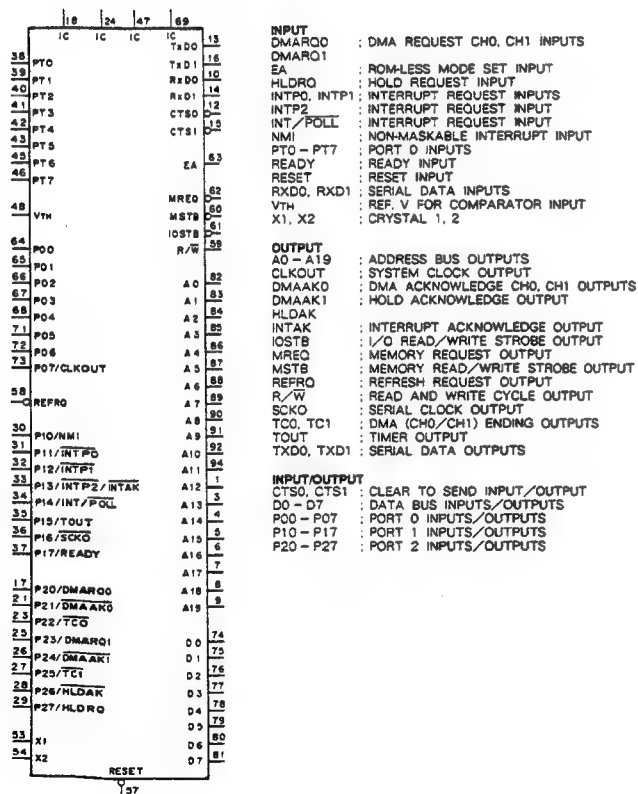 18 24 47 69
IC IC IC IC
38 PT0
39 PT1
40 PT2
41 PT3
42 PT4
43 PT5
45 PT6
46 PT7
48 VTH
64 P00
65 P01
66 P02
67 P03
68 P04
71 P05
72 P06
73 P07/CLKOUT
58 REFRQ
30 P10/NMI
31 P11/INTP0
32 P12/INTP1
33 P13/INTP2/INTAK
34 P14/INT/POLL
35 P15/TOUT
36 P16/SCKO
37 P17/READY
17 P20/DMARQ0
21 P21/DMAAK0
23 P22/TC0
25 P23/DMARQ1
26 P24/DMAAK1
27 P25/TC1
28 P26/HLDAK
29 P27/HLDRQ
53 X1
54 X2
TxD0 13
TxD1 16
RxD0 10
RxD1 14
CTS0 12
CTS1 15
EA 63
MREQ 62
MSTB 60
IOSTB 61
R/W 59
A0 82
A1 83
A2 84
A3 85
A4 86
A5 87
A6 88
A7 89
A8 90
A9 91
A10 92
A11 94
A12 1
A13 3
A14 4
A15 5
A16 6
A17 7
A18 8
A19 9
D0 74
D1 75
D2 76
D3 77
D4 78
D5 79
D6 80
D7 81
RESET
57
INPUT
DMARQ0 : DMA REQUEST CH0, CH1 INPUTS
DMARQ1
EA : ROM-LESS MODE SET INPUT
HLDRQ : HOLD REQUEST INPUT
INTP0, INTP1 : INTERRUPT REQUEST INPUTS
INTP2 : INTERRUPT REQUEST INPUT
INT/POLL : INTERRUPT REQUEST INPUT
NMI : NON-MASKABLE INTERRUPT INPUT
PT0 – PT7 : PORT 0 INPUTS
READY : READY INPUT
RESET : RESET INPUT
RXD0, RXD1 : SERIAL DATA INPUTS
VTH : REF. V FOR COMPARATOR INPUT
X1, X2 : CRYSTAL 1, 2
OUTPUT
A0 – A19 : ADDRESS BUS OUTPUTS
CLKOUT : SYSTEM CLOCK OUTPUT
DMAAK0 : DMA ACKNOWLEDGE CH0, CH1 OUTPUTS
DMAAK1 : HOLD ACKNOWLEDGE OUTPUT
HLDAK
INTAK : INTERRUPT ACKNOWLEDGE OUTPUT
IOSTB : I/O READ/WRITE STROBE OUTPUT
MREQ : MEMORY REQUEST OUTPUT
MSTB : MEMORY READ/WRITE STROBE OUTPUT
REFRQ : REFRESH REQUEST OUTPUT
R/W : READ AND WRITE CYCLE OUTPUT
SCKO : SERIAL CLOCK OUTPUT
TC0, TC1 : DMA (CH0/CH1) ENDING OUTPUTS
TOUT : TIMER OUTPUT
TXD0, TXD1 : SERIAL DATA OUTPUTS
INPUT/OUTPUT
CTS0, CTS1 : CLEAR TO SEND INPUT/OUTPUT
D0 – D7 : DATA BUS INPUTS/OUTPUTS
P00 – P07 : PORT 0 INPUTS/OUTPUTS
P10 – P17 : PORT 1 INPUTS/OUTPUTS
P20 – P27 : PORT 2 INPUTS/OUTPUTS